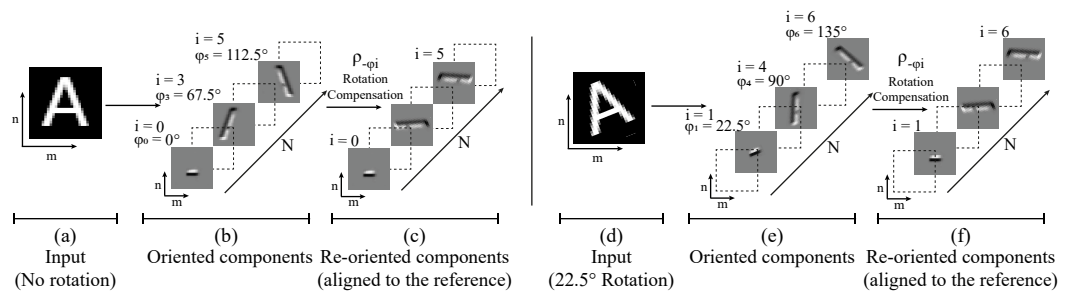 A
n
m
i = 0
φ₀ = 0°
i = 3
φ₃ = 67.5°
i = 5
φ₅ = 112.5°
n
m
N
ρ-φi
Rotation
Compensation
i = 0
i = 5
n
m
N
(a)
Input
(No rotation)
(b)
Oriented components
(c)
Re-oriented components
(aligned to the reference)
A
n
m
i = 1
φ₁ = 22.5°
i = 4
φ₄ = 90°
i = 6
φ₆ = 135°
n
m
N
ρ-φi
Rotation
Compensation
i = 1
i = 6
n
m
N
(d)
Input
(22.5° Rotation)
(e)
Oriented components
(f)
Re-oriented components
(aligned to the reference)